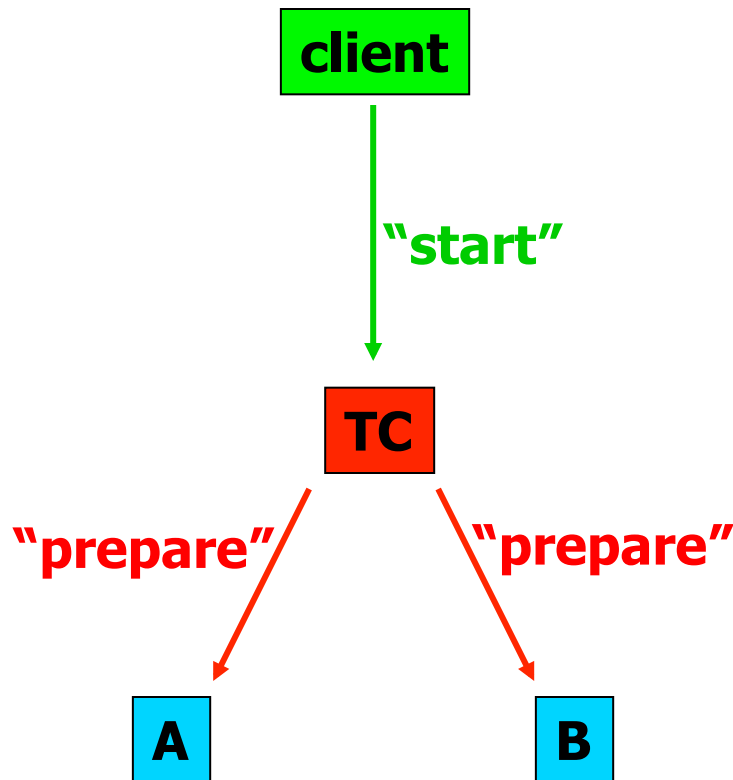 client
“start”
TC
“prepare”
“prepare”
A
B